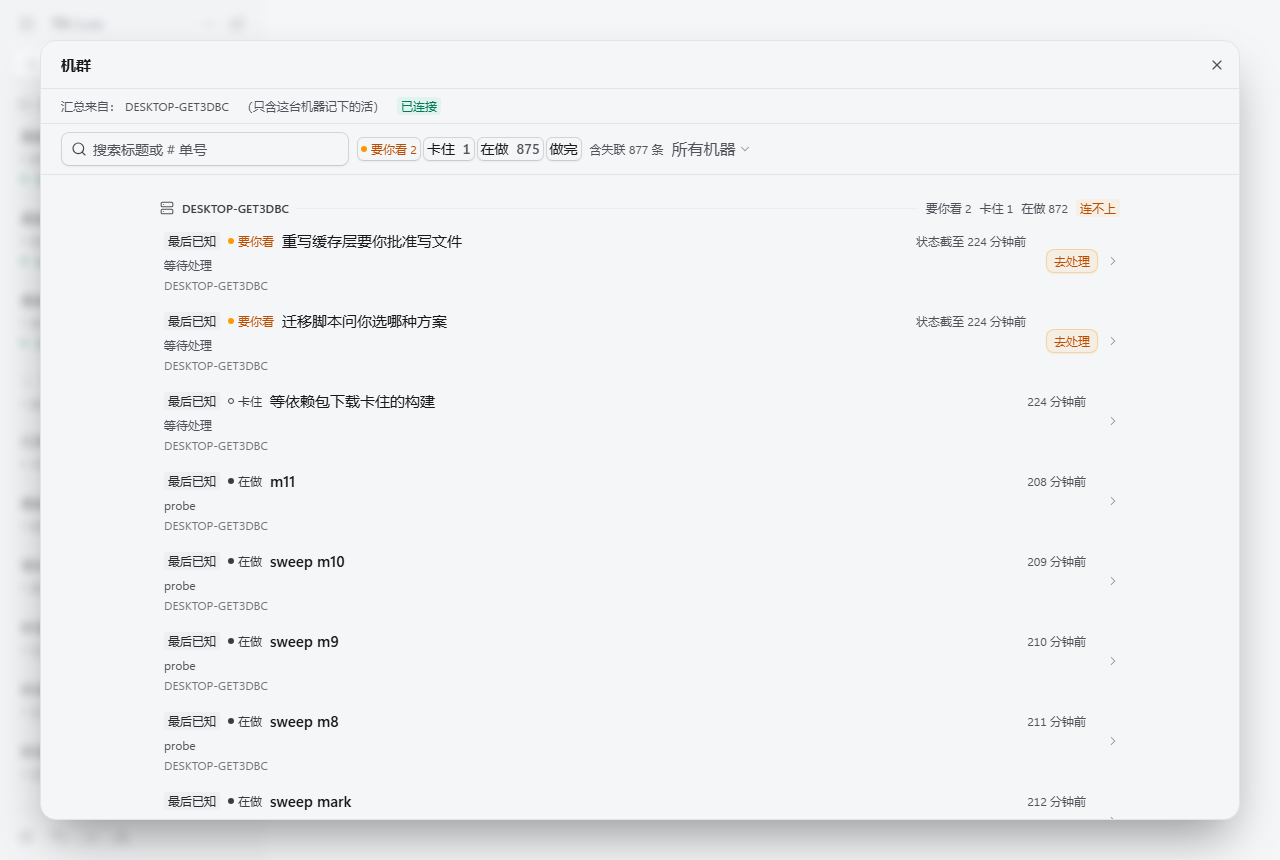 机群
汇总来自： DESKTOP-GET3DBC （只含这台机器记下的活） 已连接
搜索标题或 # 单号 要你看 2 卡住 1 在做 875 做完 含失联 877 条 所有机器
DESKTOP-GET3DBC 要你看 2 卡住 1 在做 872 连不上
最后已知 要你看 重写缓存层要你批准写文件 状态截至 224 分钟前
等待处理 去处理
DESKTOP-GET3DBC
最后已知 要你看 迁移脚本问你选哪种方案 状态截至 224 分钟前
等待处理 去处理
DESKTOP-GET3DBC
最后已知 卡住 等依赖包下载卡住的构建 224 分钟前
等待处理
DESKTOP-GET3DBC
最后已知 在做 m11 208 分钟前
probe
DESKTOP-GET3DBC
最后已知 在做 sweep m10 209 分钟前
probe
DESKTOP-GET3DBC
最后已知 在做 sweep m9 210 分钟前
probe
DESKTOP-GET3DBC
最后已知 在做 sweep m8 211 分钟前
probe
DESKTOP-GET3DBC
最后已知 在做 sweep mark 212 分钟前